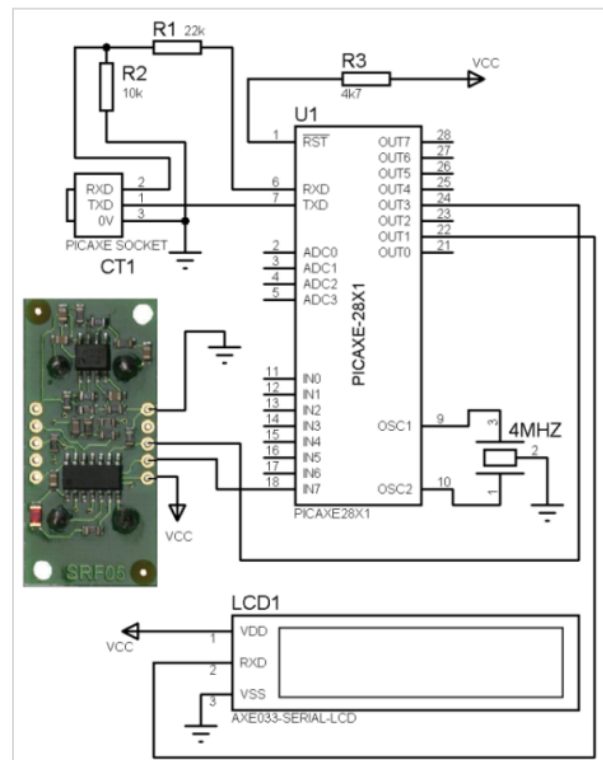 R1 22k
R2
10k
R3
4k7
VCC
U1
1 RST OUT7 28
OUT6 27
OUT5 26
OUT4 25
6 RXD OUT3 24
7 TXD OUT2 23
OUT1 22
OUT0 21
2 ADC0
3 ADC1
4 ADC2
5 ADC3
PICAXE-28X1
11 IN0
12 IN1
13 IN2
14 IN3 OSC1 9
15 IN4
16 IN5
17 IN6
18 IN7 OSC2 10
PICAXE28X1
RXD 2
TXD 1
0V 3
PICAXE SOCKET
CT1
3
4MHZ
2
1
VCC
SRF05
LCD1
VCC
1 VDD
2 RXD
3 VSS
AXE033-SERIAL-LCD